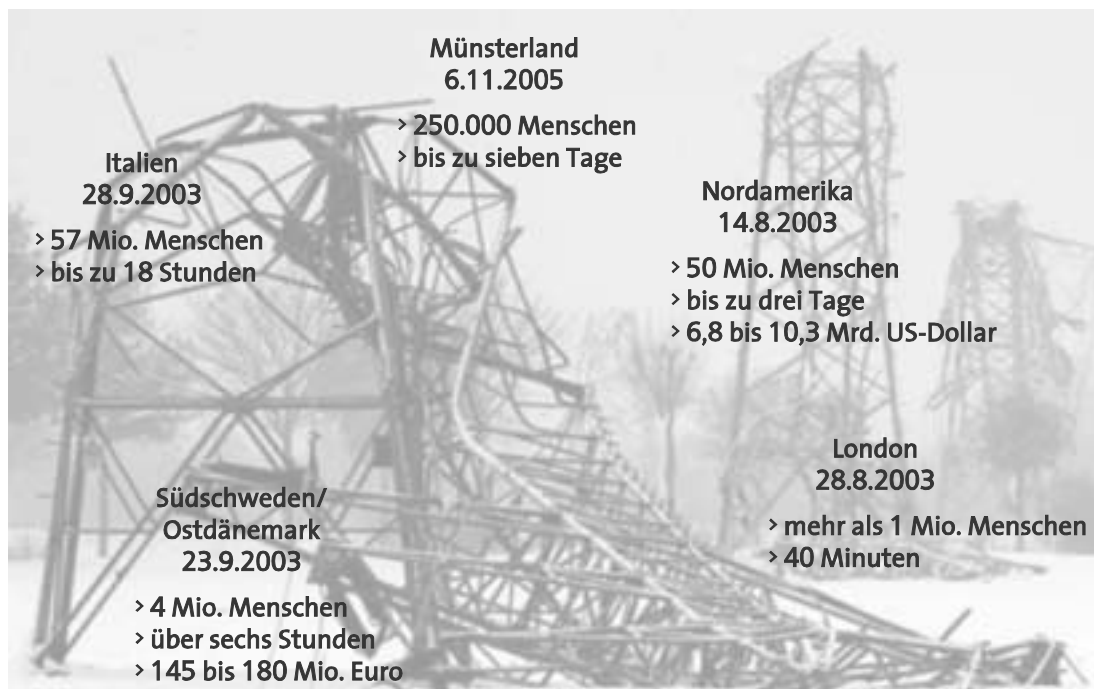 Münsterland
6.11.2005
> 250.000 Menschen
> bis zu sieben Tage
Italien
28.9.2003
> 57 Mio. Menschen
> bis zu 18 Stunden
Nordamerika
14.8.2003
> 50 Mio. Menschen
> bis zu drei Tage
> 6,8 bis 10,3 Mrd. US-Dollar
London
28.8.2003
> mehr als 1 Mio. Menschen
> 40 Minuten
Südschweden/
Ostdänemark
23.9.2003
> 4 Mio. Menschen
> über sechs Stunden
> 145 bis 180 Mio. Euro